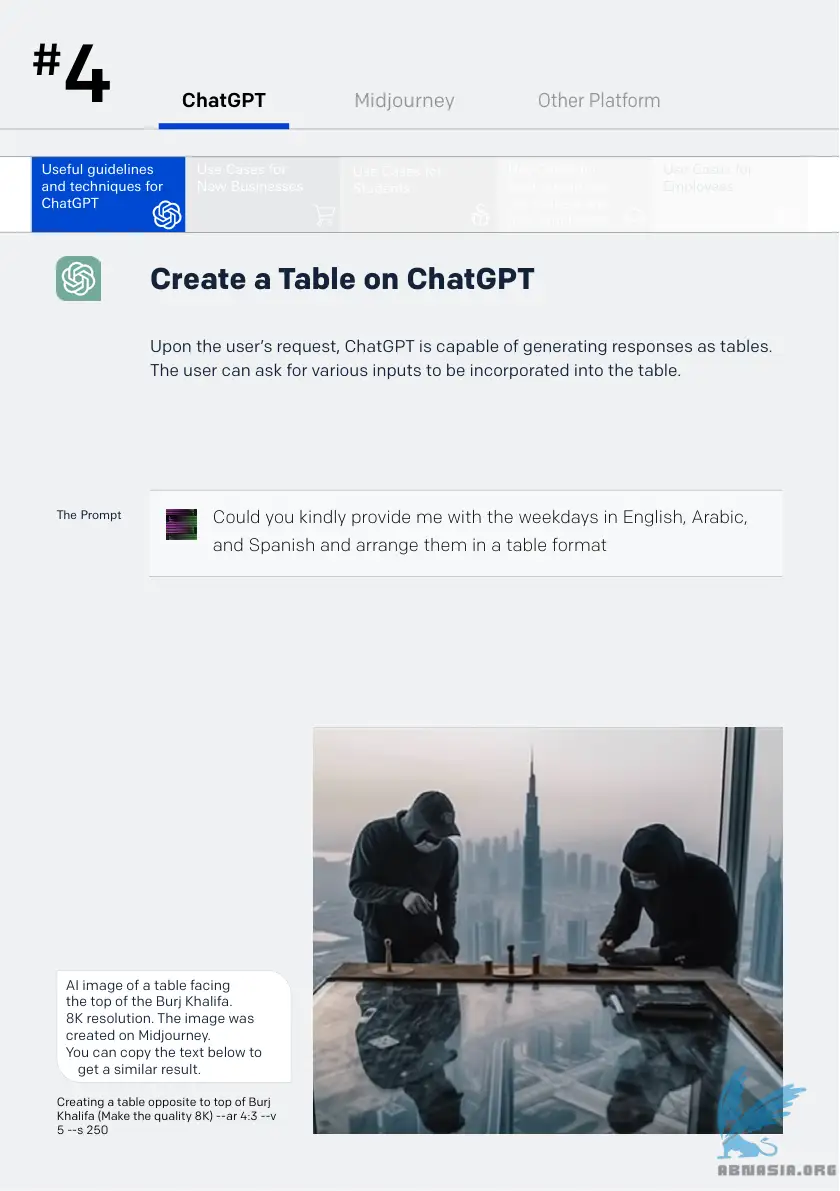 #4
ChatGPT
Midjourney
Other Platform
Useful guidelines
and techniques for
ChatGPT
Use Cases for
New Businesses
Use Cases for
Students
Use Cases for
Employees
Create a Table on ChatGPT
Upon the user's request, ChatGPT is capable of generating responses as tables.
The user can ask for various inputs to be incorporated into the table.
The Prompt
Could you kindly provide me with the weekdays in English, Arabic,
and Spanish and arrange them in a table format
AI image of a table facing
the top of the Burj Khalifa.
8K resolution. The image was
created on Midjourney.
You can copy the text below to
get a similar result.
Creating a table opposite to top of Burj
Khalifa (Make the quality 8K) --ar 4:3 --v
5 --s 250
ABNASIA.ORG